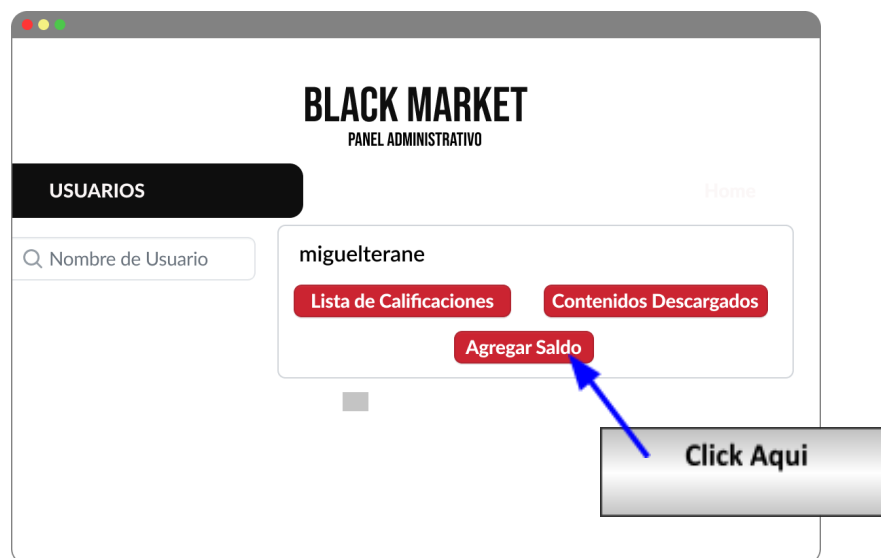 BLACK MARKET
PANEL ADMINISTRATIVO
USUARIOS
Home
Nombre de Usuario
miguelterane
Lista de Calificaciones
Contenidos Descargados
Agregar Saldo
Click Aqui